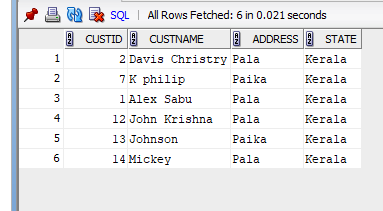 SQL | All Rows Fetched: 6 in 0.021 seconds
CUSTID CUSTNAME ADDRESS STATE
1 2 Davis Christry Pala Kerala
2 7 K philip Paika Kerala
3 1 Alex Sabu Pala Kerala
4 12 John Krishna Pala Kerala
5 13 Johnson Paika Kerala
6 14 Mickey Pala Kerala